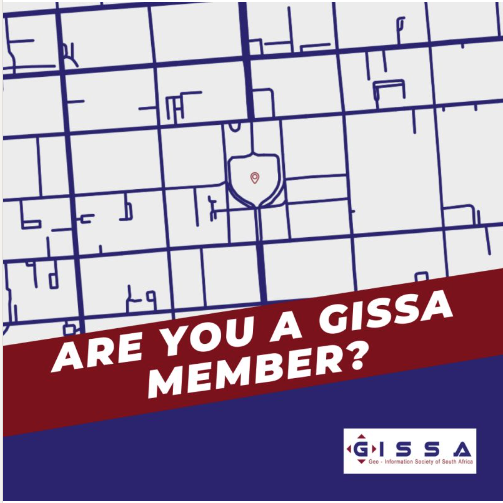 ARE YOU A GISSA
MEMBER?
GISSA
Geo - Information Society of South Africa